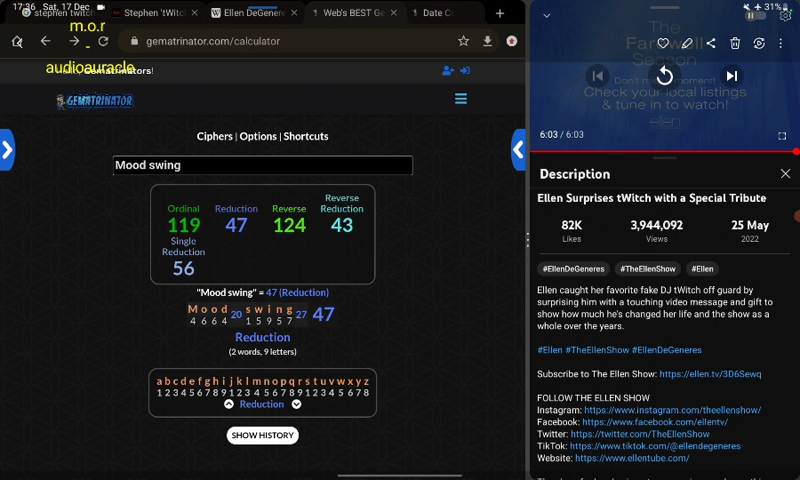 17:36 Sat, 17 Dec
m.o.r
-
audioauracle
31%
stephen twitch
Stephen 'tWitch
Ellen DeGenere
Web's BEST Ge
Date Ca
gematrinator.com/calculator
Gematrinators!
GEMATRINATOR
Ciphers | Options | Shortcuts
Mood swing
Ordinal
119
Reduction
47
Reverse
124
Reverse
Reduction
43
Single
Reduction
56
"Mood swing" = 47 (Reduction)
M o o d 20 s w i n g 27 47
4 6 6 4 1 5 9 5 7
Reduction
(2 words, 9 letters)
a b c d e f g h i j k l m n o p q r s t u v w x y z
1 2 3 4 5 6 7 8 9 1 2 3 4 5 6 7 8 9 1 2 3 4 5 6 7 8
Reduction
SHOW HISTORY
The
Farewell
Season
Don't miss a moment!
Check your local listings
& tune in to watch!
ellen
6:03 / 6:03
Description
Ellen Surprises tWitch with a Special Tribute
82K
Likes
3,944,092
Views
25 May
2022
#EllenDeGeneres
#TheEllenShow
#Ellen
Ellen caught her favorite fake DJ tWitch off guard by
surprising him with a touching video message and gift to
show how much he's changed her life and the show as a
whole over the years.
#Ellen #TheEllenShow #EllenDeGeneres
Subscribe to The Ellen Show: https://ellen.tv/3D6Sewq
FOLLOW THE ELLEN SHOW
Instagram: https://www.instagram.com/theellenshow/
Facebook: https://www.facebook.com/ellentv/
Twitter: https://twitter.com/TheEllenShow
TikTok: https://www.tiktok.com/@ellendegeneres
Website: https://www.ellentube.com/